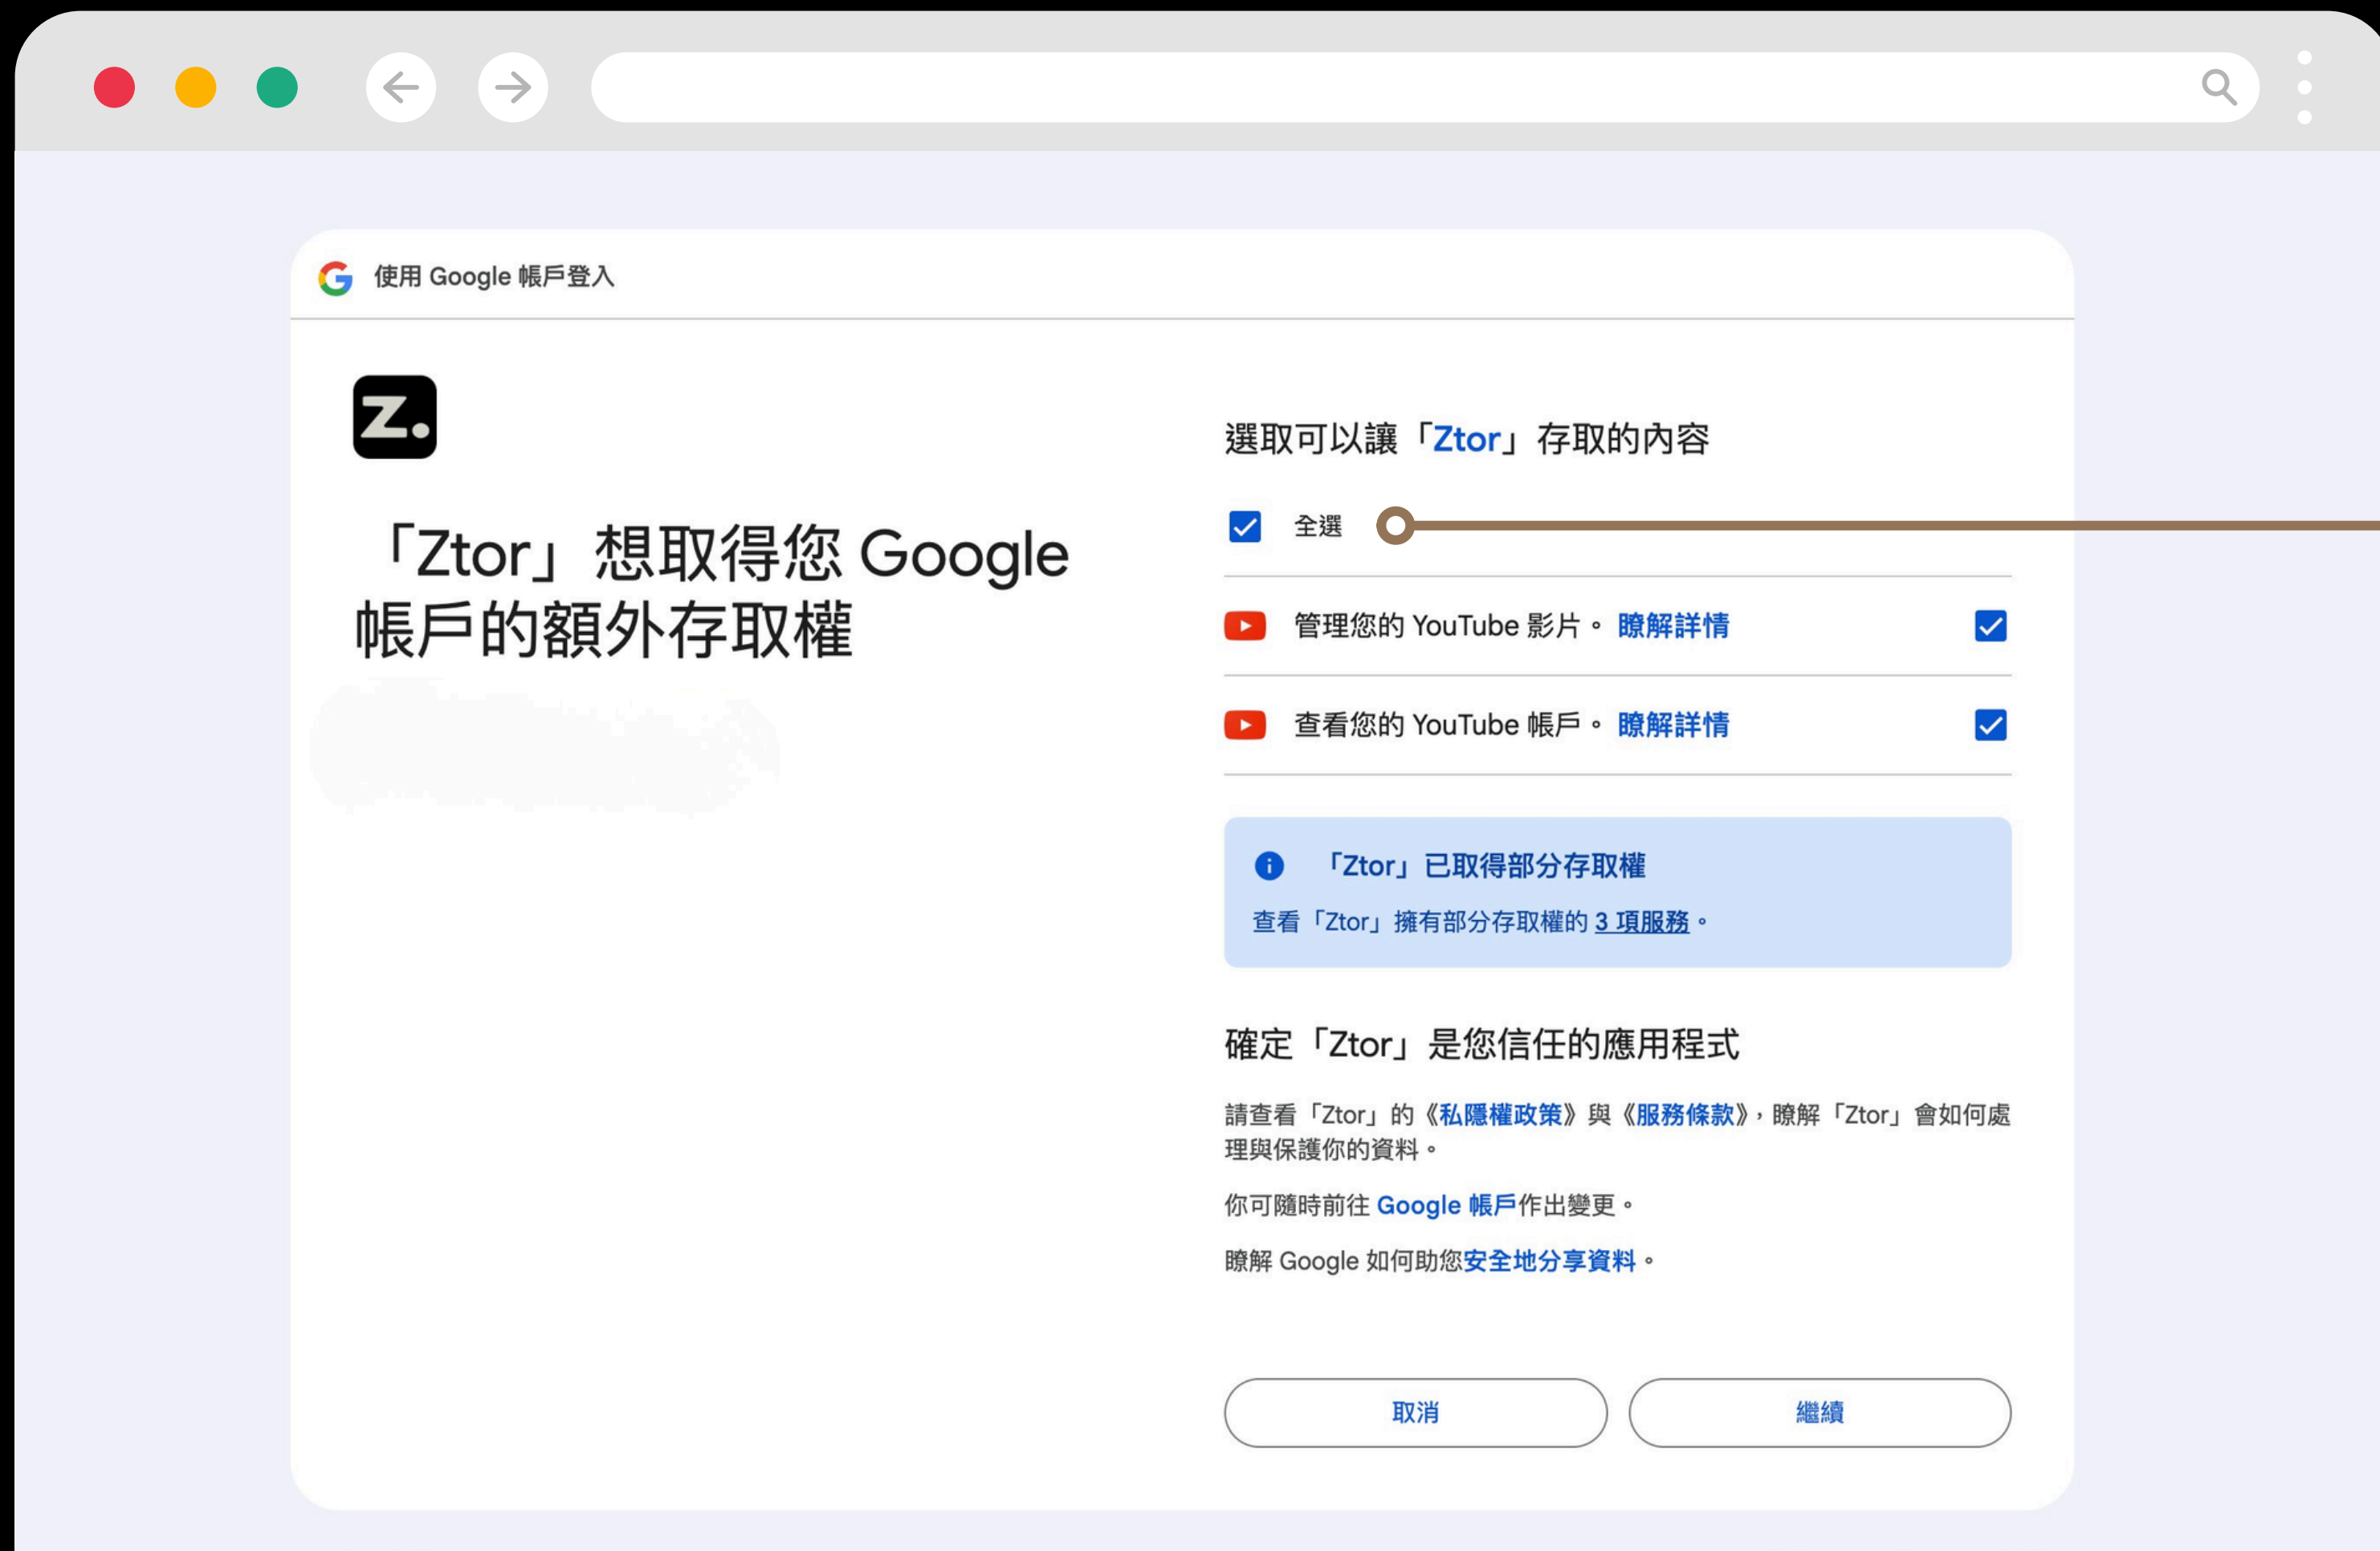 使用 Google 帳戶登入
Z.
「Ztor」想取得您 Google
帳戶的額外存取權
選取可以讓「Ztor」存取的內容
全選
管理您的 YouTube 影片。瞭解詳情
查看您的 YouTube 帳戶。瞭解詳情
「Ztor」已取得部分存取權
查看「Ztor」擁有部分存取權的 3 項服務。
確定「Ztor」是您信任的應用程式
請查看「Ztor」的《私隱權政策》與《服務條款》，瞭解「Ztor」會如何處
理與保護你的資料。
你可隨時前往 Google 帳戶作出變更。
瞭解 Google 如何助您安全地分享資料。
取消
繼續